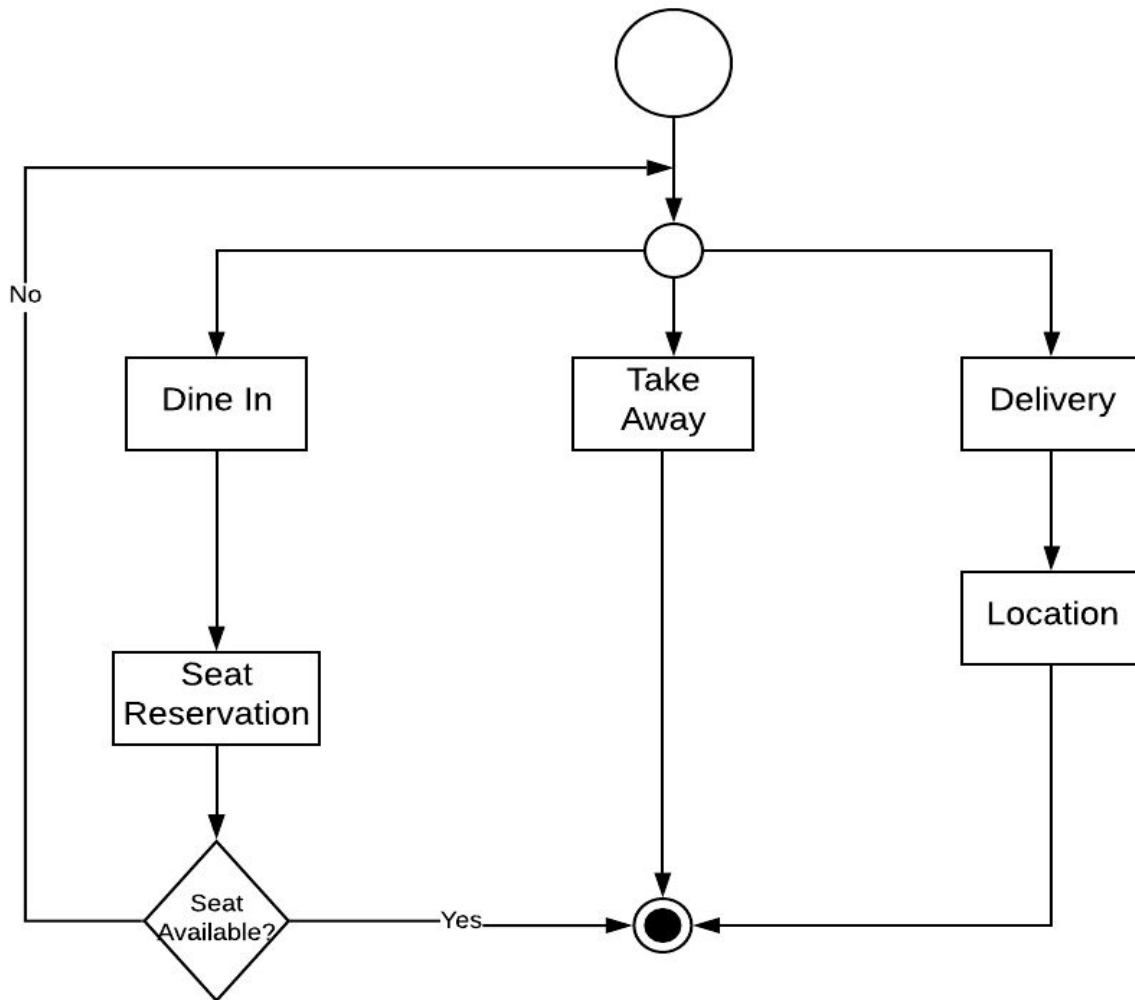 No
Dine In
Take
Away
Delivery
Location
Seat
Reservation
Seat
Available?
Yes